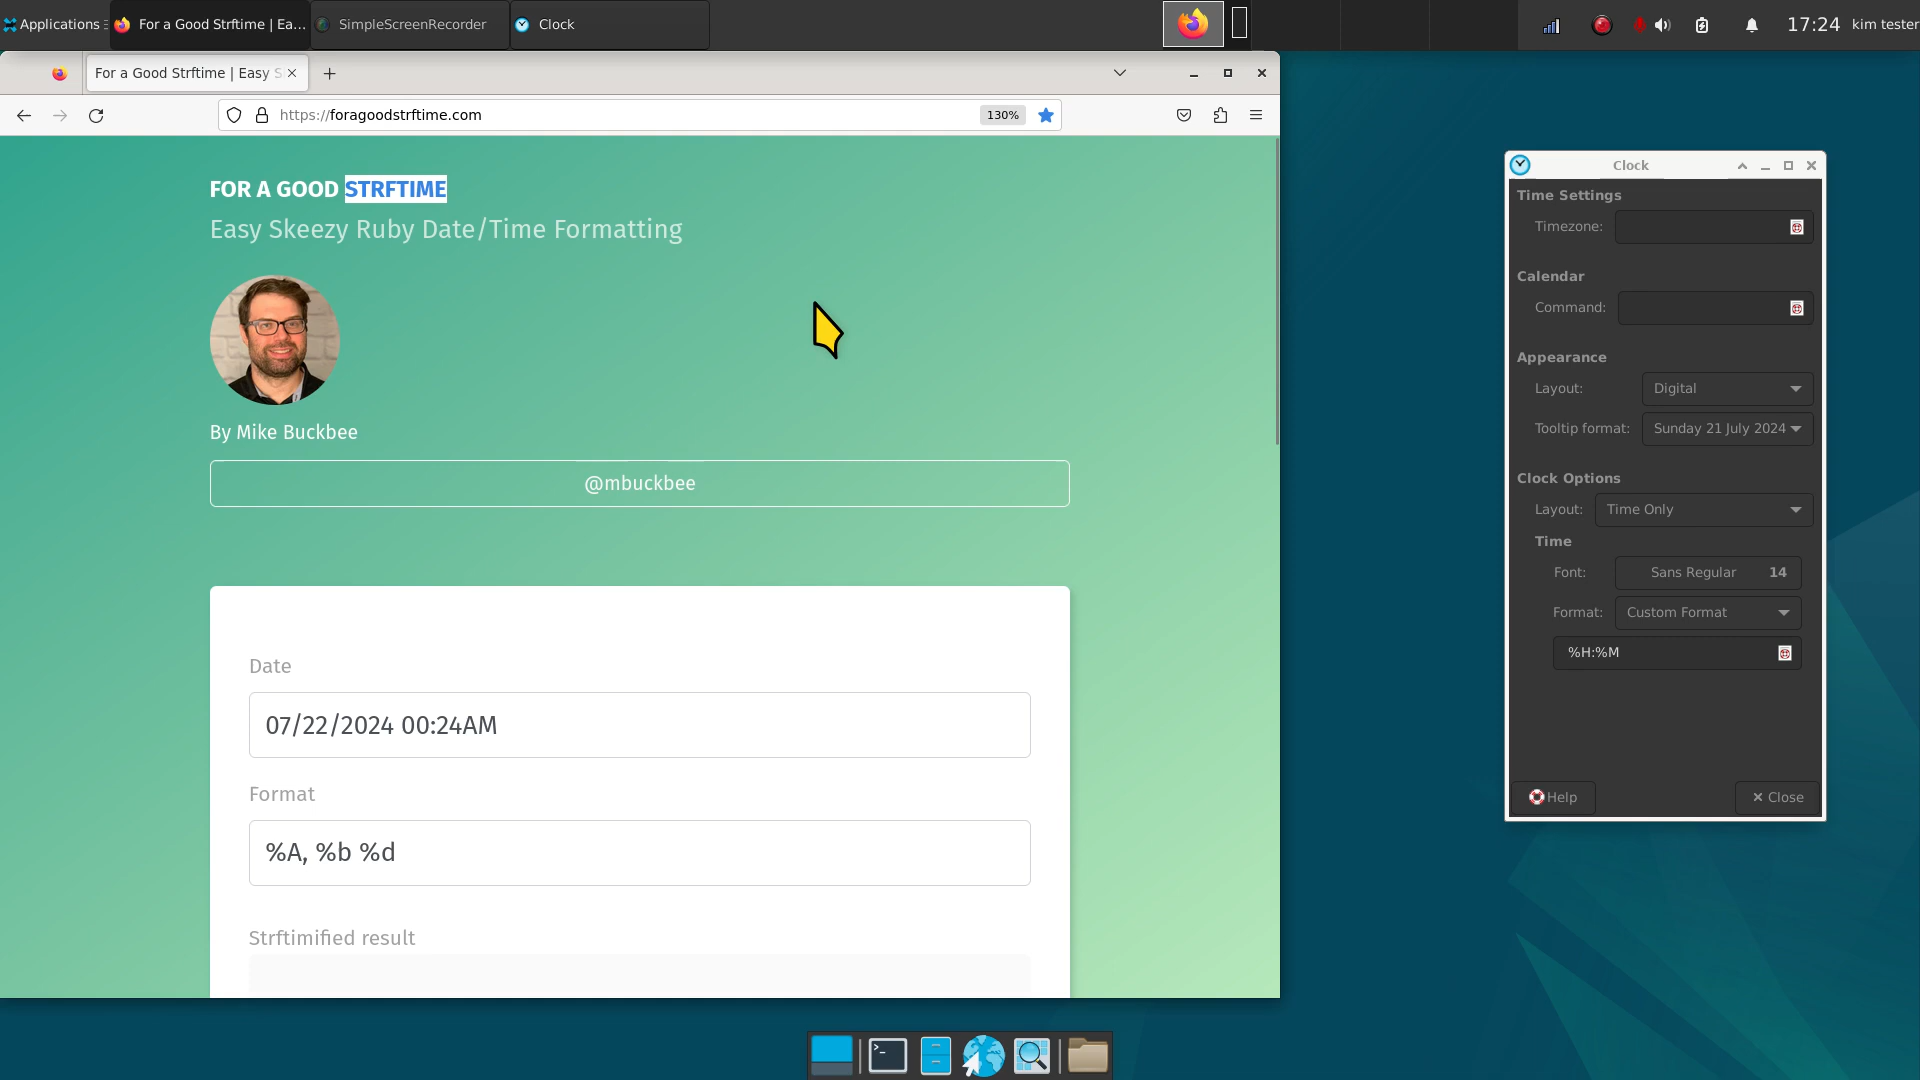 Applications
For a Good Strftime | Ea...
SimpleScreenRecorder
Clock
17:24
kim tester
For a Good Strftime | Easy S
https://foragoodstrftime.com
130%
FOR A GOOD STRFTIME
Easy Skeezy Ruby Date/Time Formatting
By Mike Buckbee
@mbuckbee
Date
07/22/2024 00:24AM
Format
%A, %b %d
Strftimified result
Clock
Time Settings
Timezone:
Calendar
Command:
Appearance
Layout: Digital
Tooltip format: Sunday 21 July 2024
Clock Options
Layout: Time Only
Time
Font: Sans Regular 14
Format: Custom Format
%H:%M
Help
Close